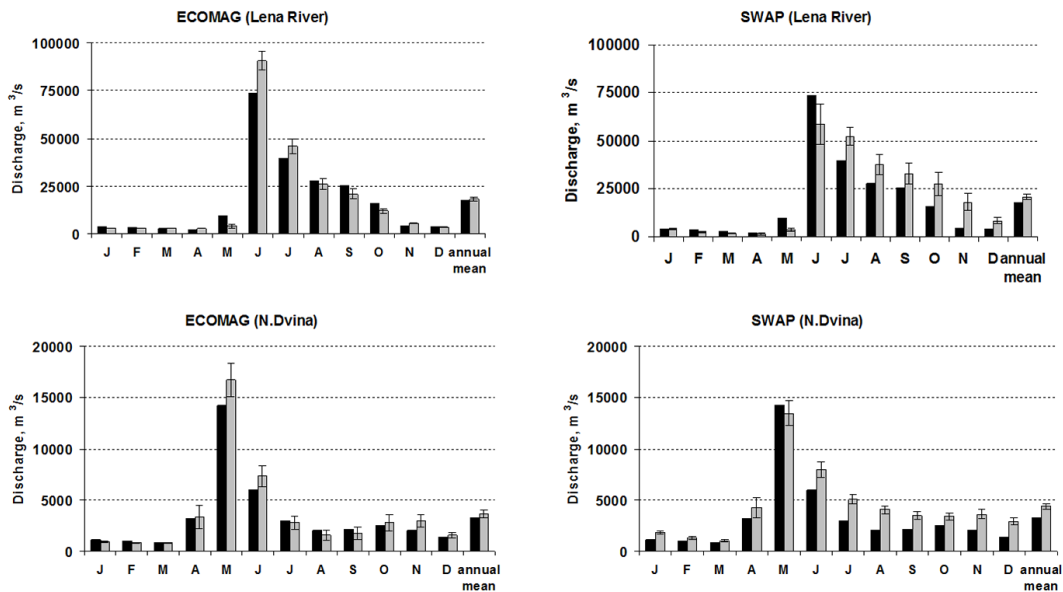 ECOMAG (Lena River)
Discharge, m ³/s
100000
75000
50000
25000
0
J F M A M J J A S O N D annual
mean
SWAP (Lena River)
Discharge, m ³/s
100000
75000
50000
25000
0
J F M A M J J A S O N D annual
mean
ECOMAG (N.Dvina)
Discharge, m ³/s
20000
15000
10000
5000
0
J F M A M J J A S O N D annual
mean
SWAP (N.Dvina)
Discharge, m ³/s
20000
15000
10000
5000
0
J F M A M J J A S O N D annual
mean